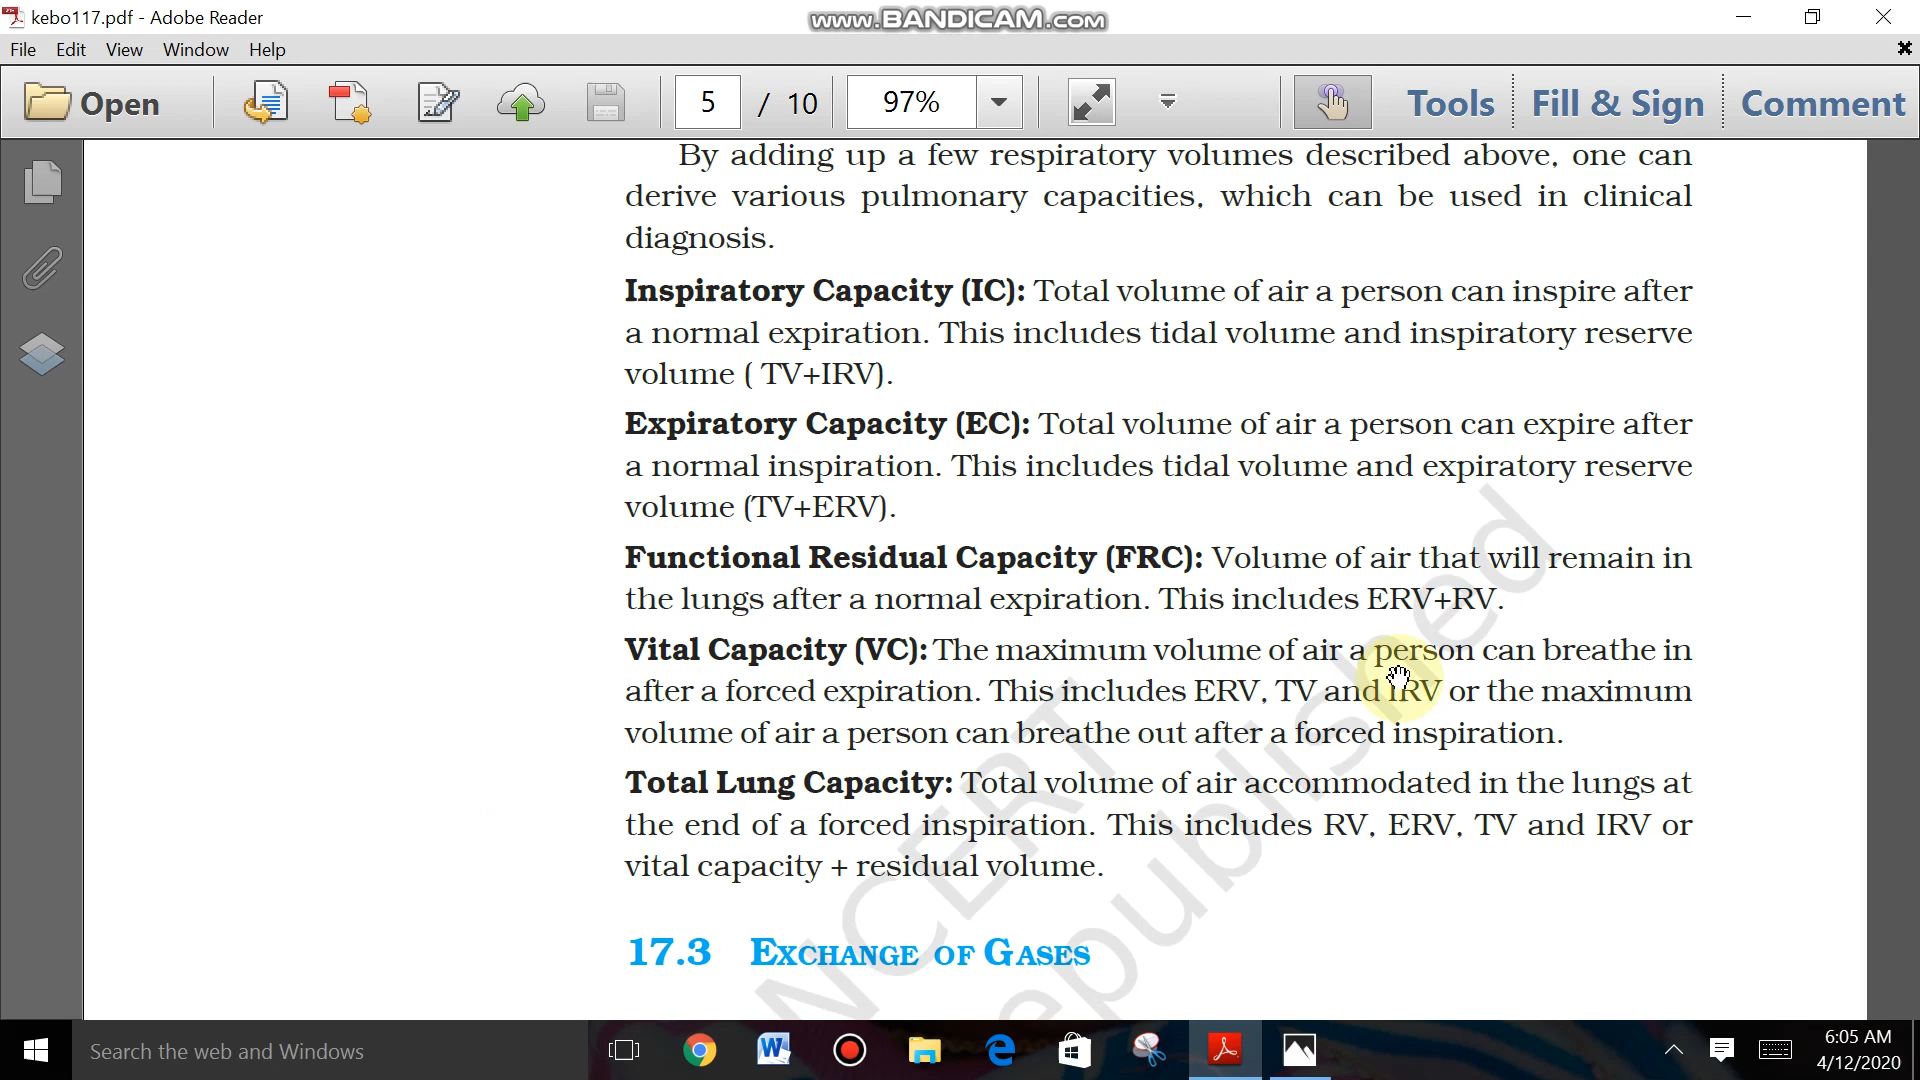 kebo117.pdf - Adobe Reader
www.BANDICAM.com
File Edit View Window Help
Open 5 / 10 97% Tools Fill & Sign Comment
By adding up a few respiratory volumes described above, one can
derive various pulmonary capacities, which can be used in clinical
diagnosis.
Inspiratory Capacity (IC): Total volume of air a person can inspire after
a normal expiration. This includes tidal volume and inspiratory reserve
volume ( TV+IRV).
Expiratory Capacity (EC): Total volume of air a person can expire after
a normal inspiration. This includes tidal volume and expiratory reserve
volume (TV+ERV).
Functional Residual Capacity (FRC): Volume of air that will remain in
the lungs after a normal expiration. This includes ERV+RV.
Vital Capacity (VC): The maximum volume of air a person can breathe in
after a forced expiration. This includes ERV, TV and IRV or the maximum
volume of air a person can breathe out after a forced inspiration.
Total Lung Capacity: Total volume of air accommodated in the lungs at
the end of a forced inspiration. This includes RV, ERV, TV and IRV or
vital capacity + residual volume.
17.3 EXCHANGE OF GASES
NCERT
epublished
Search the web and Windows
6:05 AM
4/12/2020